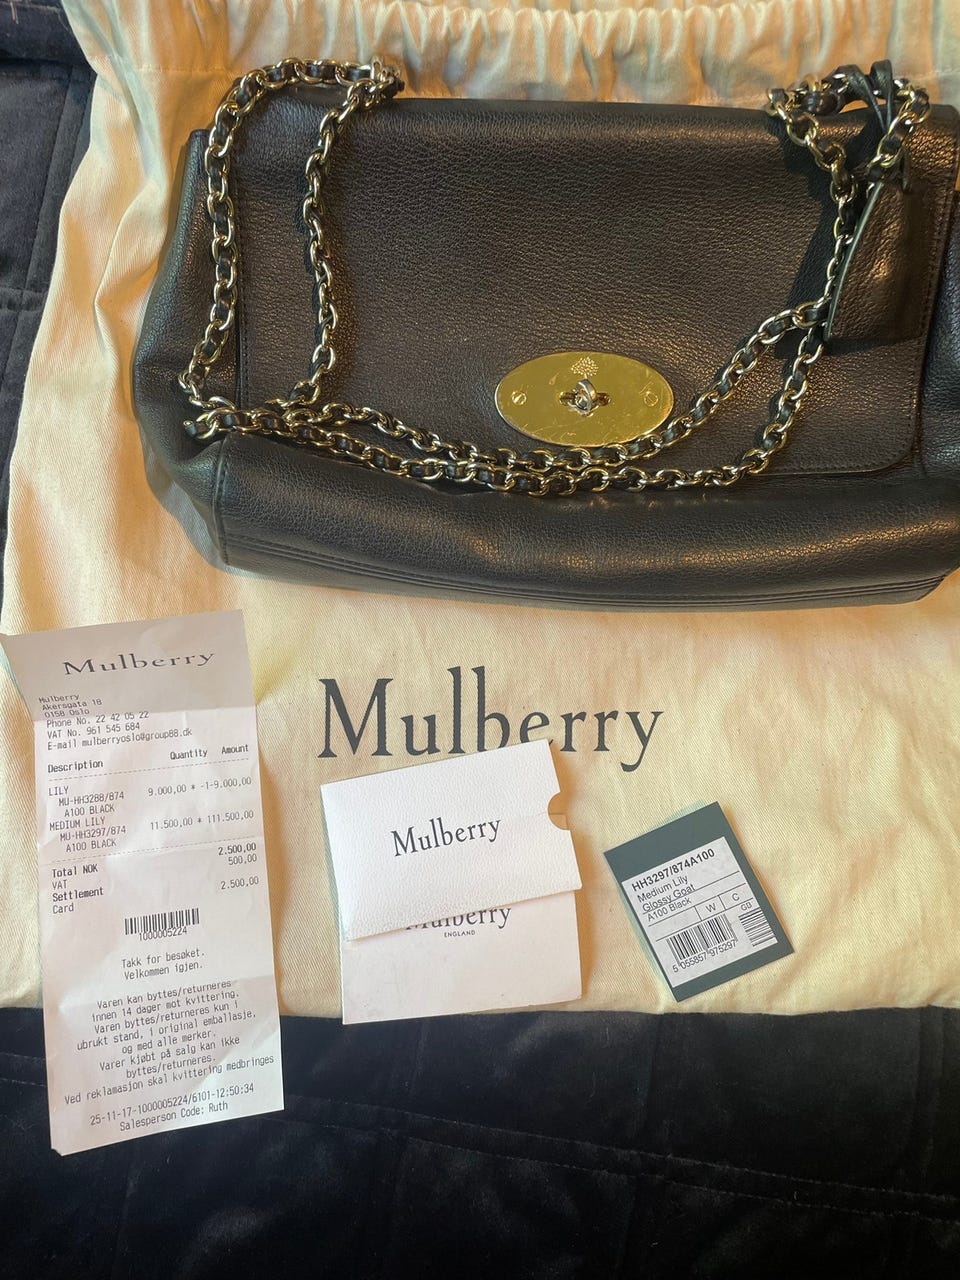 Mulberry
Mulberry
Akersgata 18
0158 Oslo
Phone No. 22 42 05 22
VAT No. 961 545 684
E-mail mulberryoslo@group88.dk
Description Quantity Amount
LILY
MU-HH3288/874 9.000,00 * -1-9.000,00
A100 BLACK
MEDIUM LILY
MU-HH3297/874 11.500,00 * 111.500,00
A100 BLACK
Total NOK 2.500,00
VAT 500,00
Settlement
Card 2.500,00
1000005224
Takk for besøket.
Velkommen igjen.
Varen kan byttes/returneres
innen 14 dager mot kvittering.
Varen byttes/returneres kun i
ubrukt stand, i original emballasje,
og med alle merker.
Varer kjøbt på salg kan ikke
byttes/returneres.
Ved reklamasjon skal kvittering medbringes
25-11-17-1000005224/6101-12:50:34
Salesperson Code: Ruth
Mulberry
Mulberry
Mulberry
ENGLAND
HH3297/874A100
Medium Lily
Glossy Goat
A100 Black
W C GU
5 055857 975297